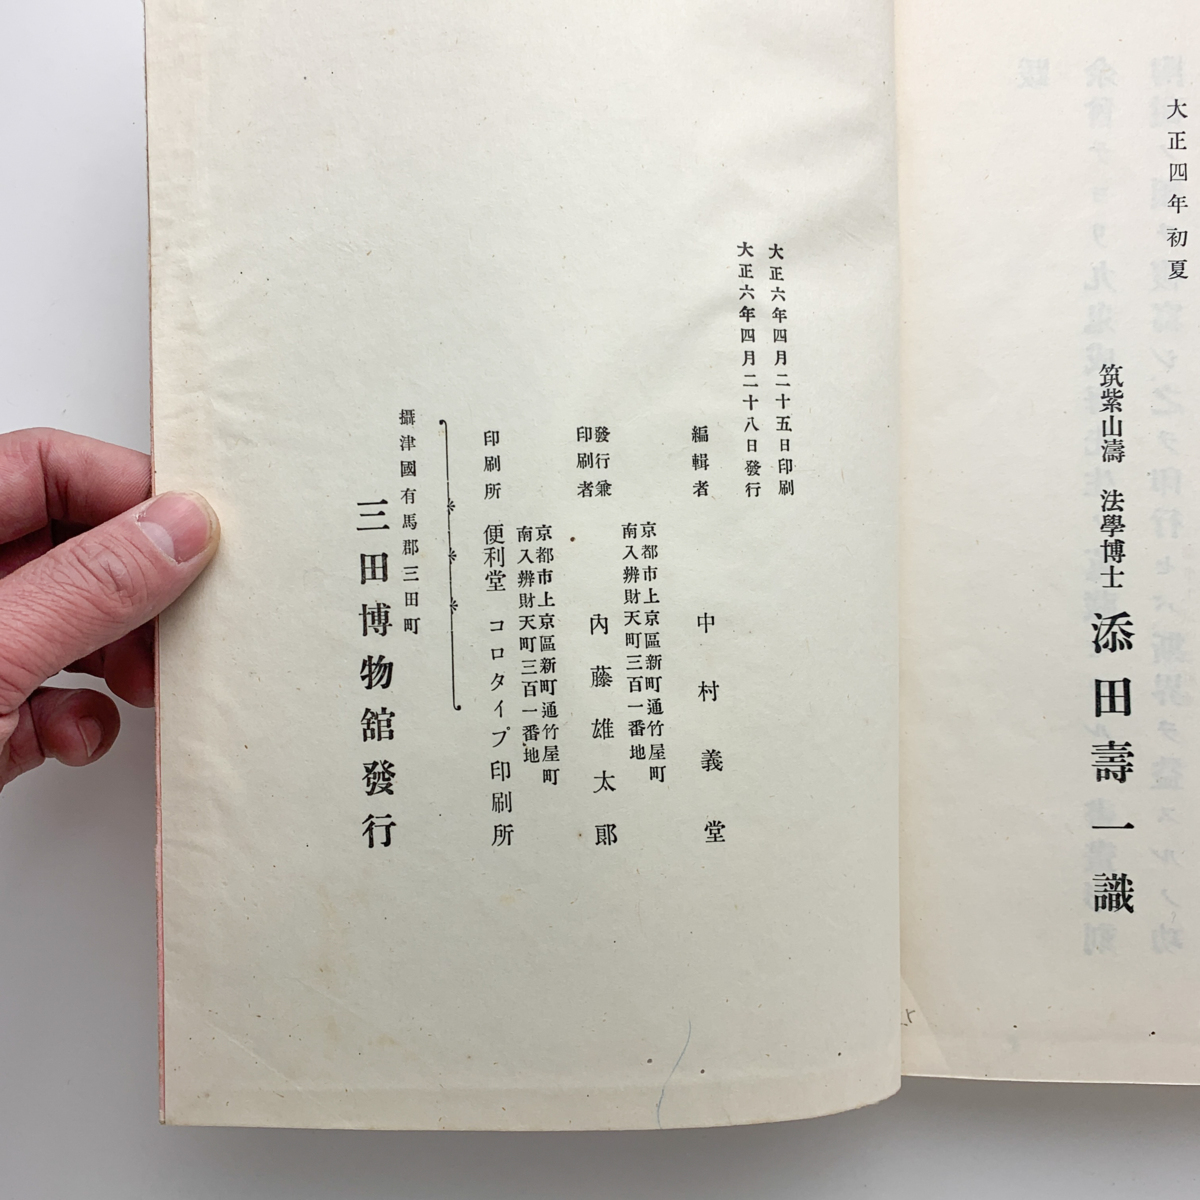 大正四年初夏
筑紫山濤 法學博士 添田壽一識
大正六年四月二十五日印刷
大正六年四月二十八日發行
編輯者 中村義堂
京都市上京區新町通竹屋町
南入辨財天町三百一番地
發行兼
印刷者 內藤雄太郎
京都市上京區新町通竹屋町
南入辨財天町三百一番地
印刷所 便利堂 コロタイプ印刷所
攝津國有馬郡三田町
三田博物館發行